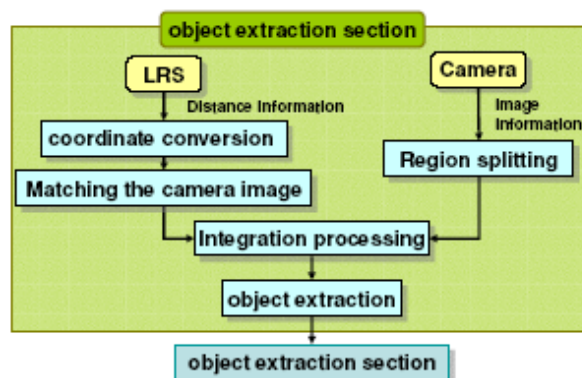 object extraction section
LRS
Camera
Distance Information
Image
Information
coordinate conversion
Region splitting
Matching the camera image
Integration processing
object extraction
object extraction section